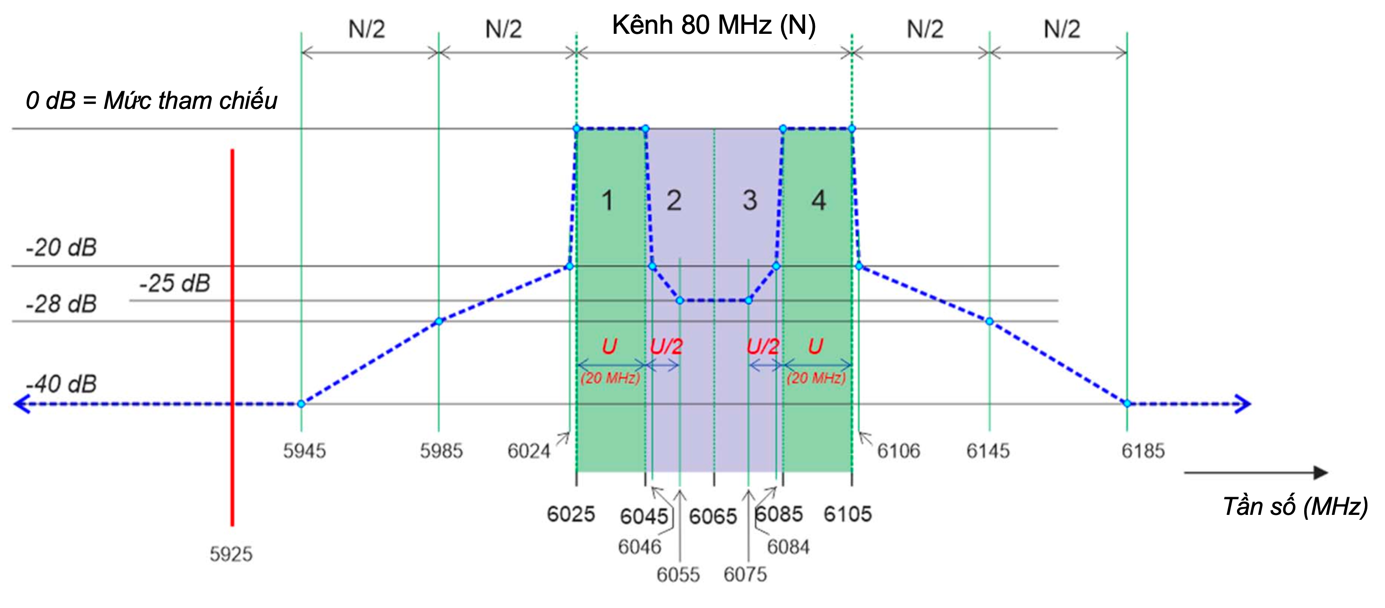 N/2 N/2 Kênh 80 MHz (N) N/2 N/2
0 dB = Mức tham chiếu
1 2 3 4
-20 dB
-25 dB
-28 dB
U U/2 U/2 U
(20 MHz) (20 MHz)
-40 dB
5945 5985 6024 6106 6145 6185
6025 6045 6065 6085 6105
Tần số (MHz)
6046 6084
5925
6055 6075